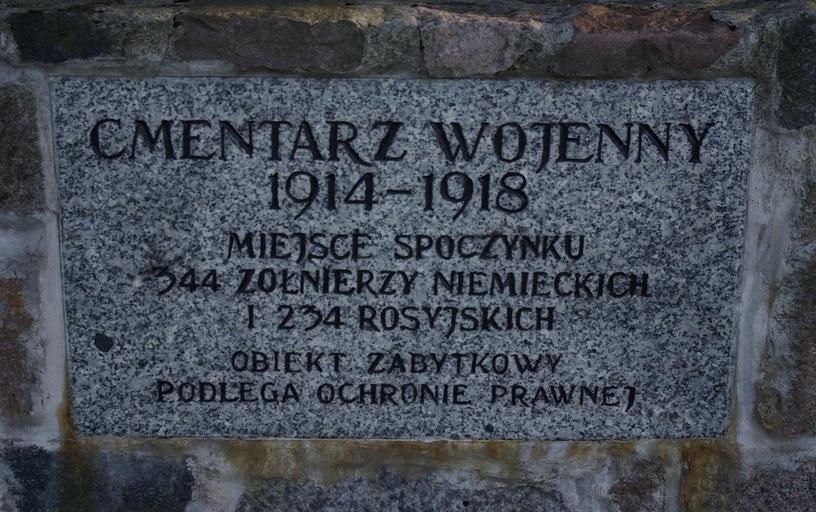 CMENTARZ WOJENNY
1914–1918
MIEJSCE SPOCZYNKU
344 ŻOŁNIERZY NIEMIECKICH
I 234 ROSYJSKICH
OBIEKT ZABYTKOWY
PODLEGA OCHRONIE PRAWNEJ